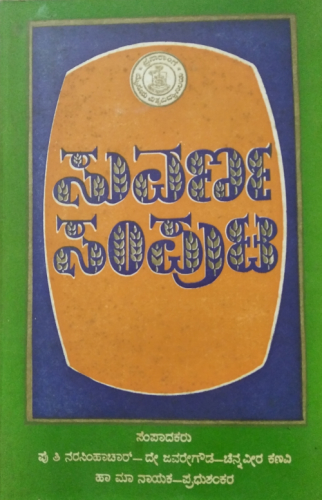 ಸುವರ್ಣ
ಸಂಪುಟ
ಸಂಪಾದಕರು
ಪು ತಿ ನರಸಿಂಹಾಚಾರ್–ದೇ ಜವರೇಗೌಡ–ಚೆನ್ನವೀರ ಕಣವಿ
ಹಾ ಮಾ ನಾಯಕ–ಪ್ರಭುಶಂಕರ